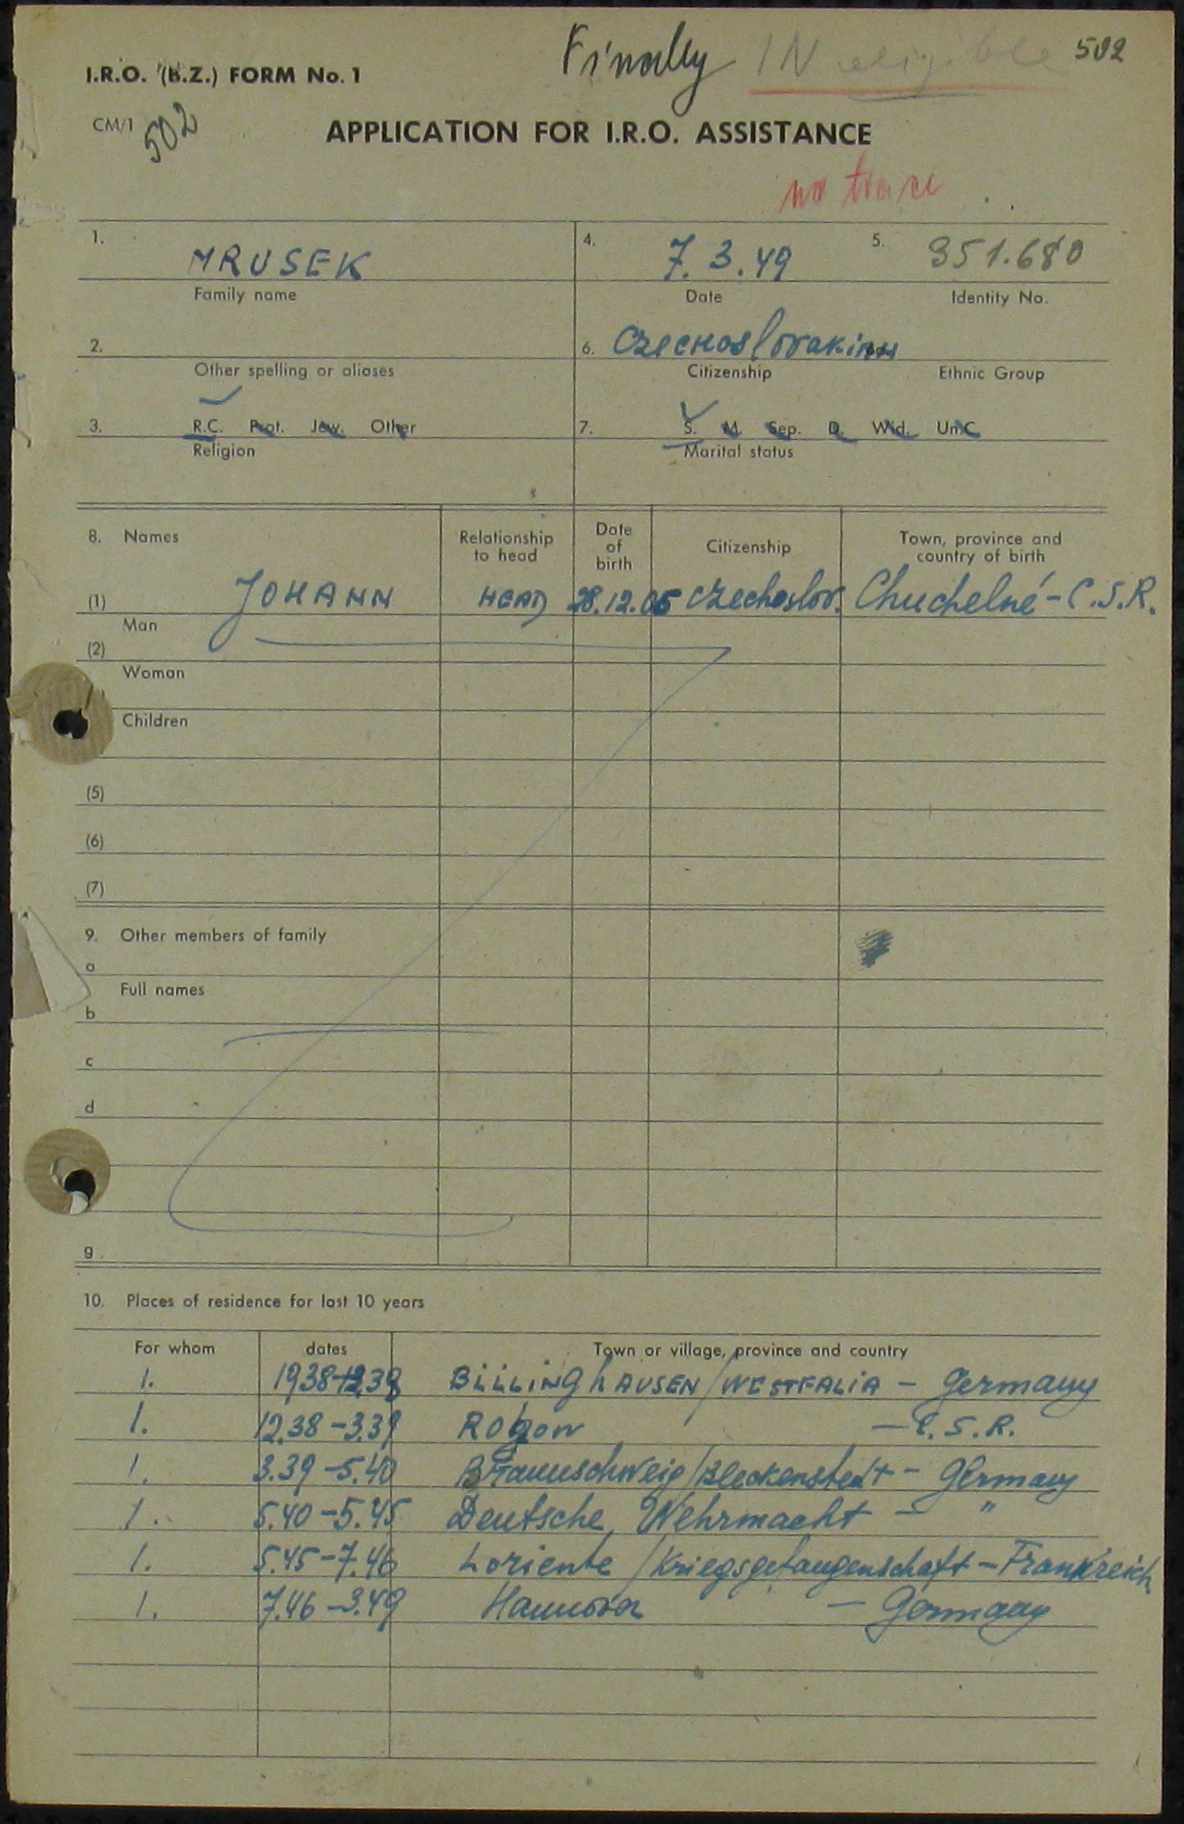 Finally INeligible 502
I.R.O. (B.Z.) FORM No. 1
CM/1 502
APPLICATION FOR I.R.O. ASSISTANCE
no trace
1. MRUSEK 4. 7.3.49 5. 351.680
Family name Date Identity No.
2. 6. Czechoslovakian
Other spelling or aliases Citizenship Ethnic Group
3. R.C. Prot. Jew. Other 7. S. M. Sep. D. Wid. Un.C.
Religion Marital status
8. Names Relationship to head Date of birth Citizenship Town, province and country of birth
(1) JOHANN HEAD 28.12.05 Czechoslov. Chuchelné - C.S.R.
Man
(2)
Woman
Children
(5)
(6)
(7)
9. Other members of family
a
Full names
b
c
d
g
10. Places of residence for last 10 years
For whom dates Town or village, province and country
1. 1938-12.38 BILLINGHAUSEN/WESTFALIA - Germany
1. 12.38-3.39 Rogow - C.S.R.
1. 3.39-5.40 Braunschweig/Bleckenstedt - Germany
1. 5.40-5.45 Deutsche Wehrmacht - "
1. 5.45-7.46 Loriente/Kriegsgefangenschaft - Frankreich
1. 7.46-3.49 Hannover - Germany